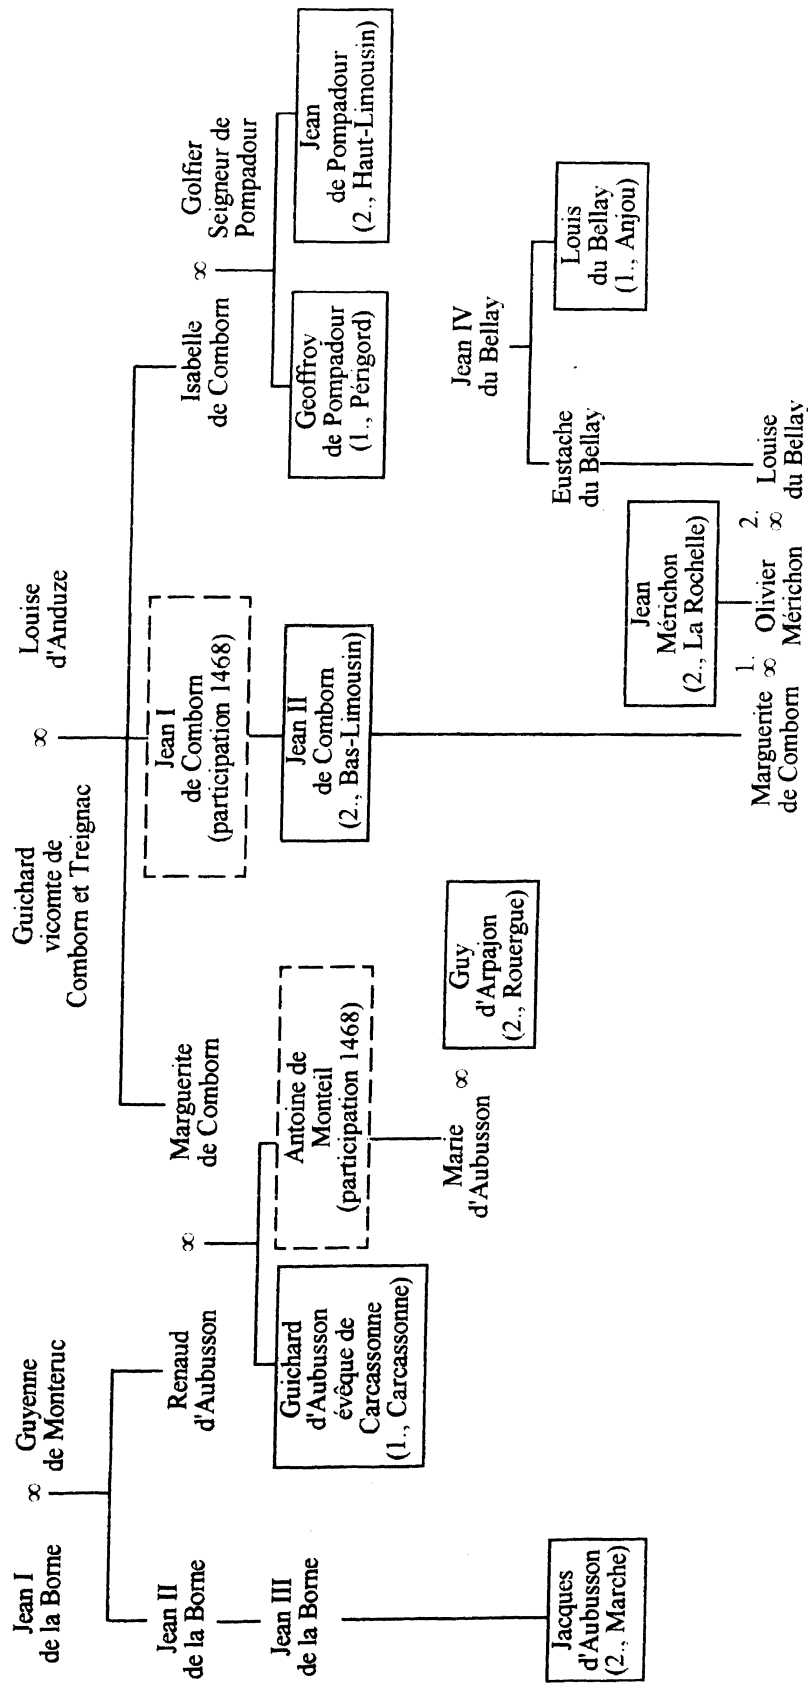 Jean I
de la Borne
∞
Guyenne
de Monteruc
Guichard
vicomte de
Comborn et Treignac
∞
Louise
d'Anduze
Jean II
de la Borne
Renaud
d'Aubusson
∞
Marguerite
de Comborn
Jean I
de Comborn
(participation 1468)
Isabelle
de Comborn
∞
Golfier
Seigneur de
Pompadour
Jean III
de la Borne
Guichard
d'Aubusson
évêque de
Carcassonne
(1., Carcassonne)
Antoine de
Monteil
(participation 1468)
Jean II
de Comborn
(2., Bas-Limousin)
Geoffroy
de Pompadour
(1., Périgord)
Jean
de Pompadour
(2., Haut-Limousin)
Marie
d'Aubusson
∞
Guy
d'Arpajon
(2., Rouergue)
Jean IV
du Bellay
Jacques
d'Aubusson
(2., Marche)
Eustache
du Bellay
Louis
du Bellay
(1., Anjou)
Jean
Mérichon
(2., La Rochelle)
Marguerite
de Comborn
1.
∞
Olivier
Mérichon
2.
∞
Louise
du Bellay